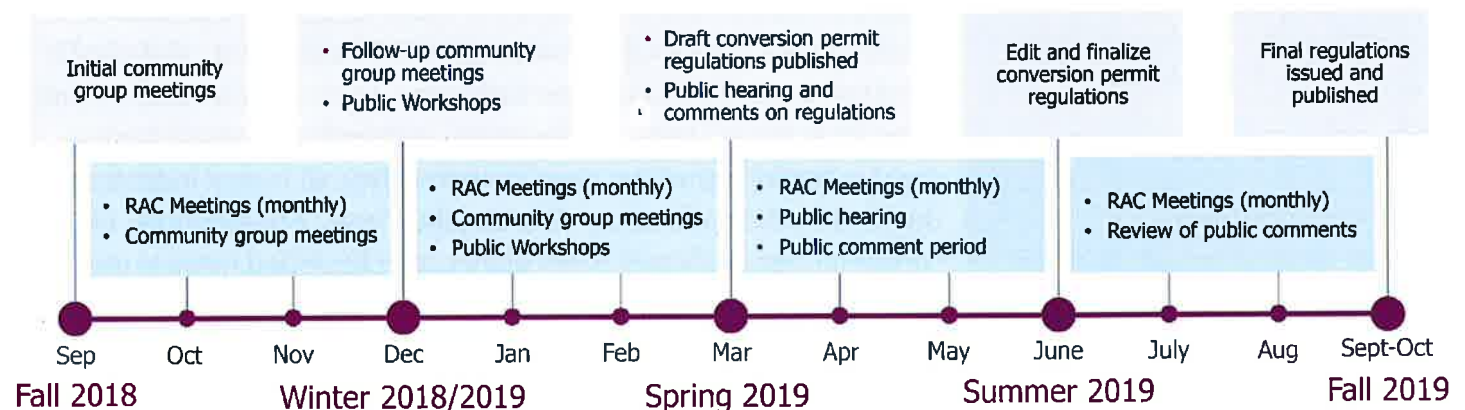 Initial community
group meetings
• Follow-up community
group meetings
• Public Workshops
• Draft conversion permit
regulations published
• Public hearing and
comments on regulations
Edit and finalize
conversion permit
regulations
Final regulations
issued and
published
• RAC Meetings (monthly)
• Community group meetings
• RAC Meetings (monthly)
• Community group meetings
• Public Workshops
• RAC Meetings (monthly)
• Public hearing
• Public comment period
• RAC Meetings (monthly)
• Review of public comments
Sep Oct Nov Dec Jan Feb Mar Apr May June July Aug Sept-Oct
Fall 2018 Winter 2018/2019 Spring 2019 Summer 2019 Fall 2019